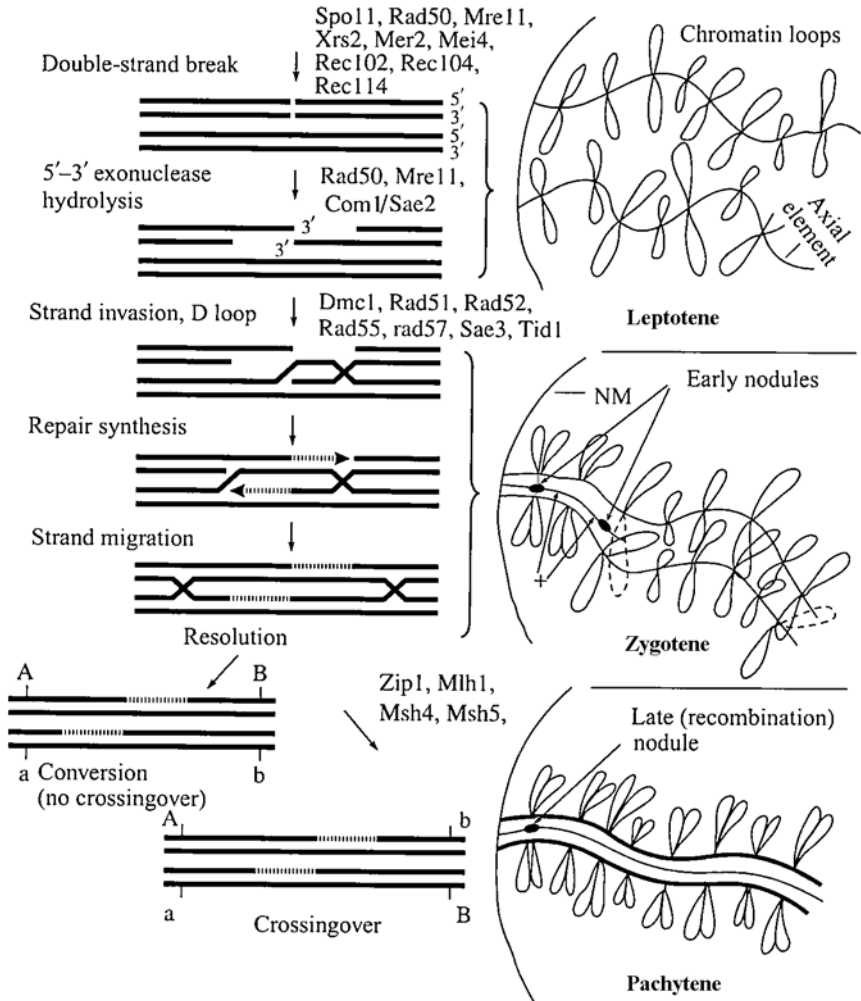 Spo11, Rad50, Mre11,
Xrs2, Mer2, Mei4,
Rec102, Rec104,
Rec114
Double-strand break
5′
3′
5′
3′
5′–3′ exonuclease
hydrolysis
Rad50, Mre11,
Com1/Sae2
3′
3′
Strand invasion, D loop
Dmc1, Rad51, Rad52,
Rad55, rad57, Sae3, Tid1
Repair synthesis
Strand migration
Resolution
A
B
a
b
Conversion
(no crossingover)
Zip1, Mlh1,
Msh4, Msh5,
A
b
a
B
Crossingover
Chromatin loops
Axial
element
Leptotene
NM
Early nodules
+
Zygotene
Late (recombination)
nodule
Pachytene